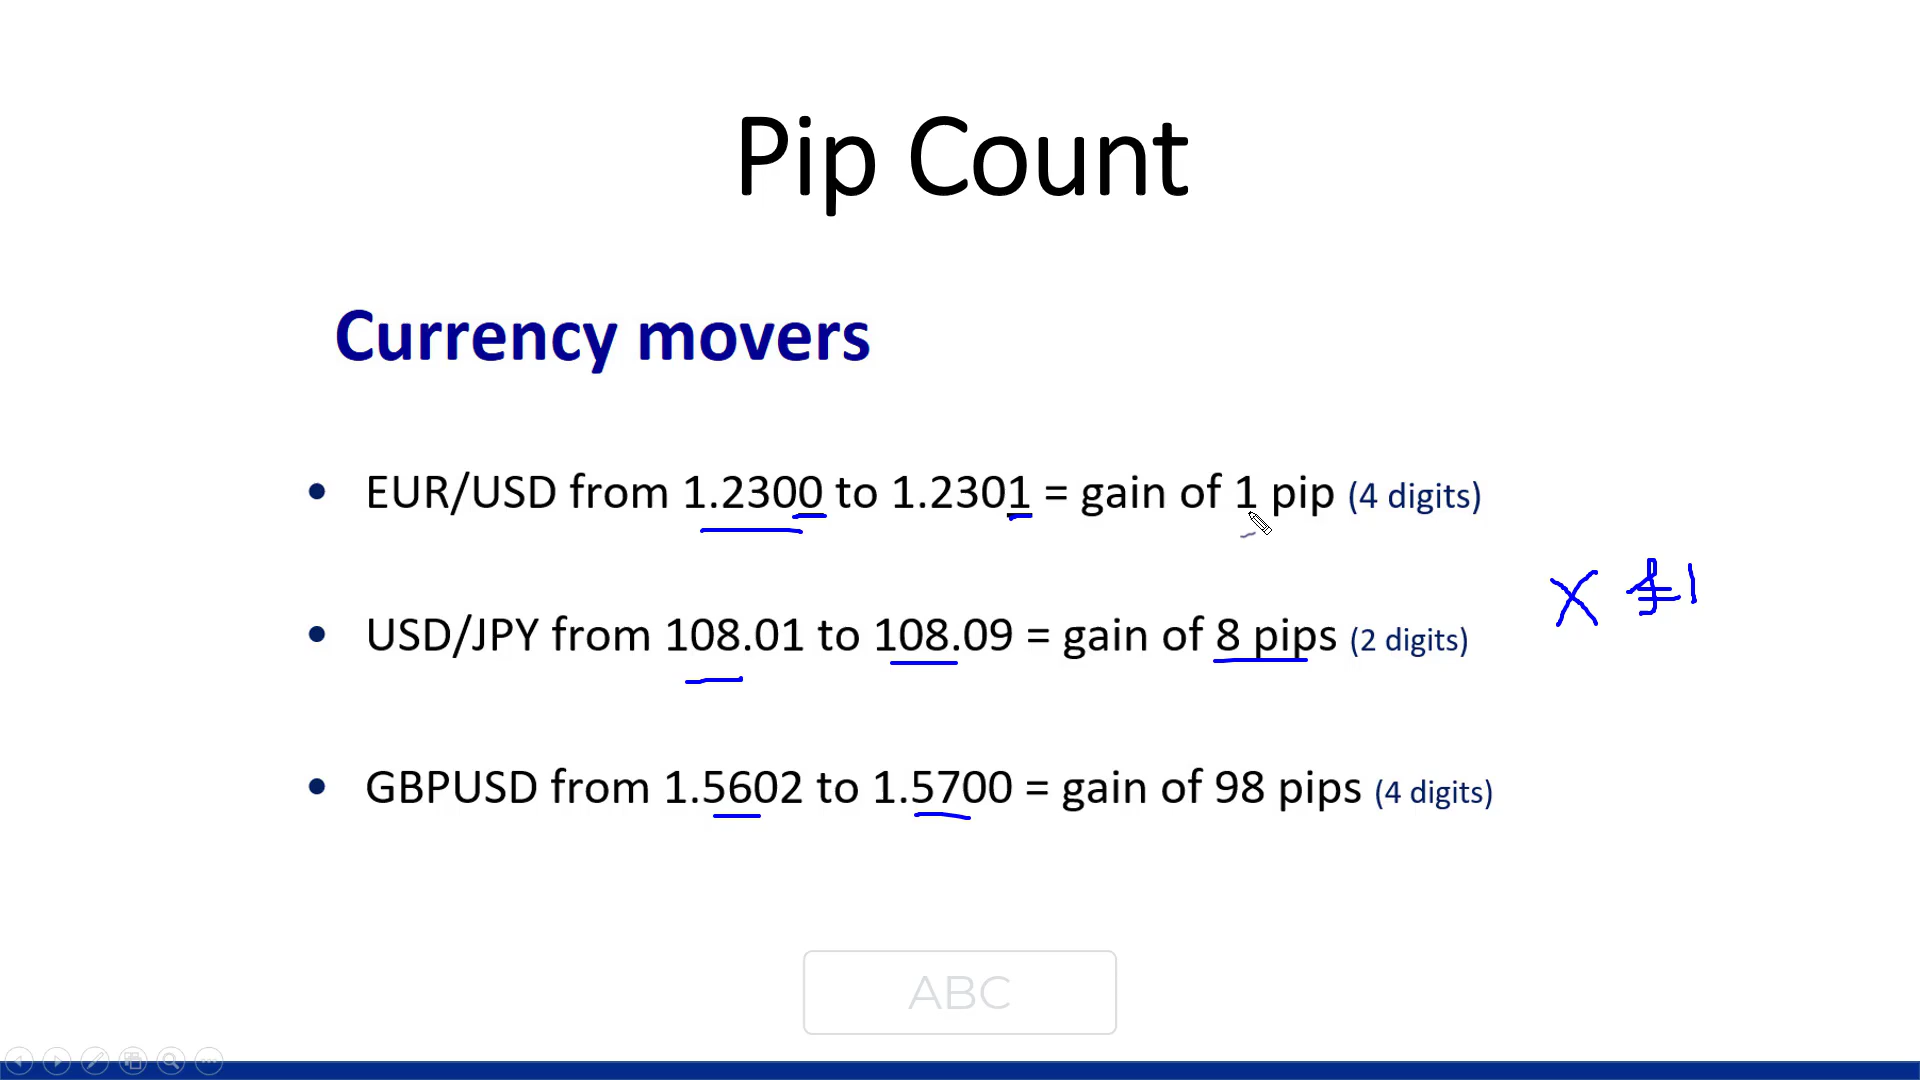 Pip Count
Currency movers
• EUR/USD from 1.2300 to 1.2301 = gain of 1 pip (4 digits)
X £1
• USD/JPY from 108.01 to 108.09 = gain of 8 pips (2 digits)
• GBPUSD from 1.5602 to 1.5700 = gain of 98 pips (4 digits)
ABC